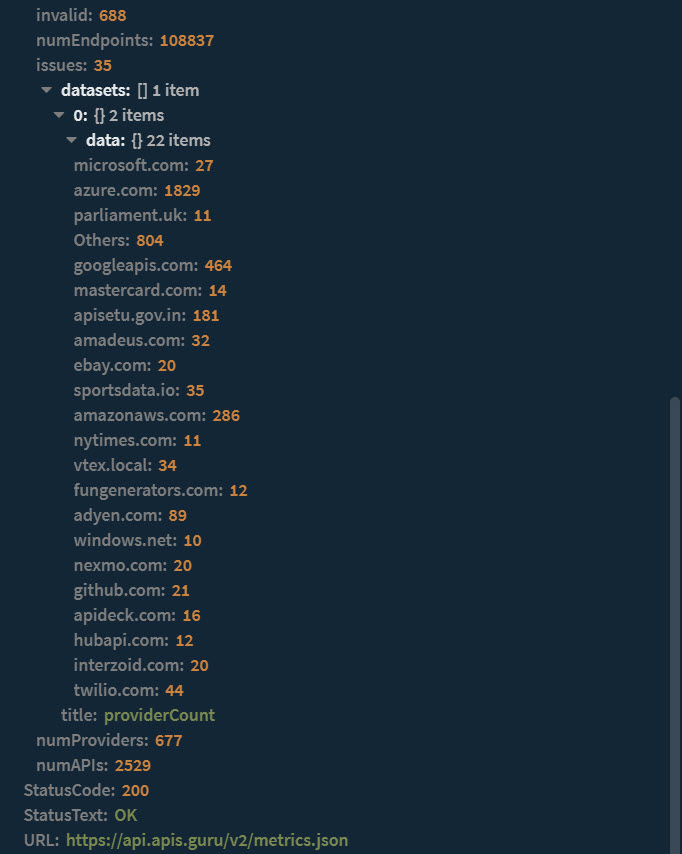 invalid: 688
numEndpoints: 108837
issues: 35
datasets: [] 1 item
0: {} 2 items
data: {} 22 items
microsoft.com: 27
azure.com: 1829
parliament.uk: 11
Others: 804
googleapis.com: 464
mastercard.com: 14
apisetu.gov.in: 181
amadeus.com: 32
ebay.com: 20
sportsdata.io: 35
amazonaws.com: 286
nytimes.com: 11
vtex.local: 34
fungenerators.com: 12
adyen.com: 89
windows.net: 10
nexmo.com: 20
github.com: 21
apideck.com: 16
hubapi.com: 12
interzoid.com: 20
twilio.com: 44
title: providerCount
numProviders: 677
numAPIs: 2529
StatusCode: 200
StatusText: OK
URL: https://api.apis.guru/v2/metrics.json